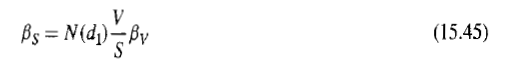 β_S = N(d_1) \frac{V}{S} β_V (15.45)